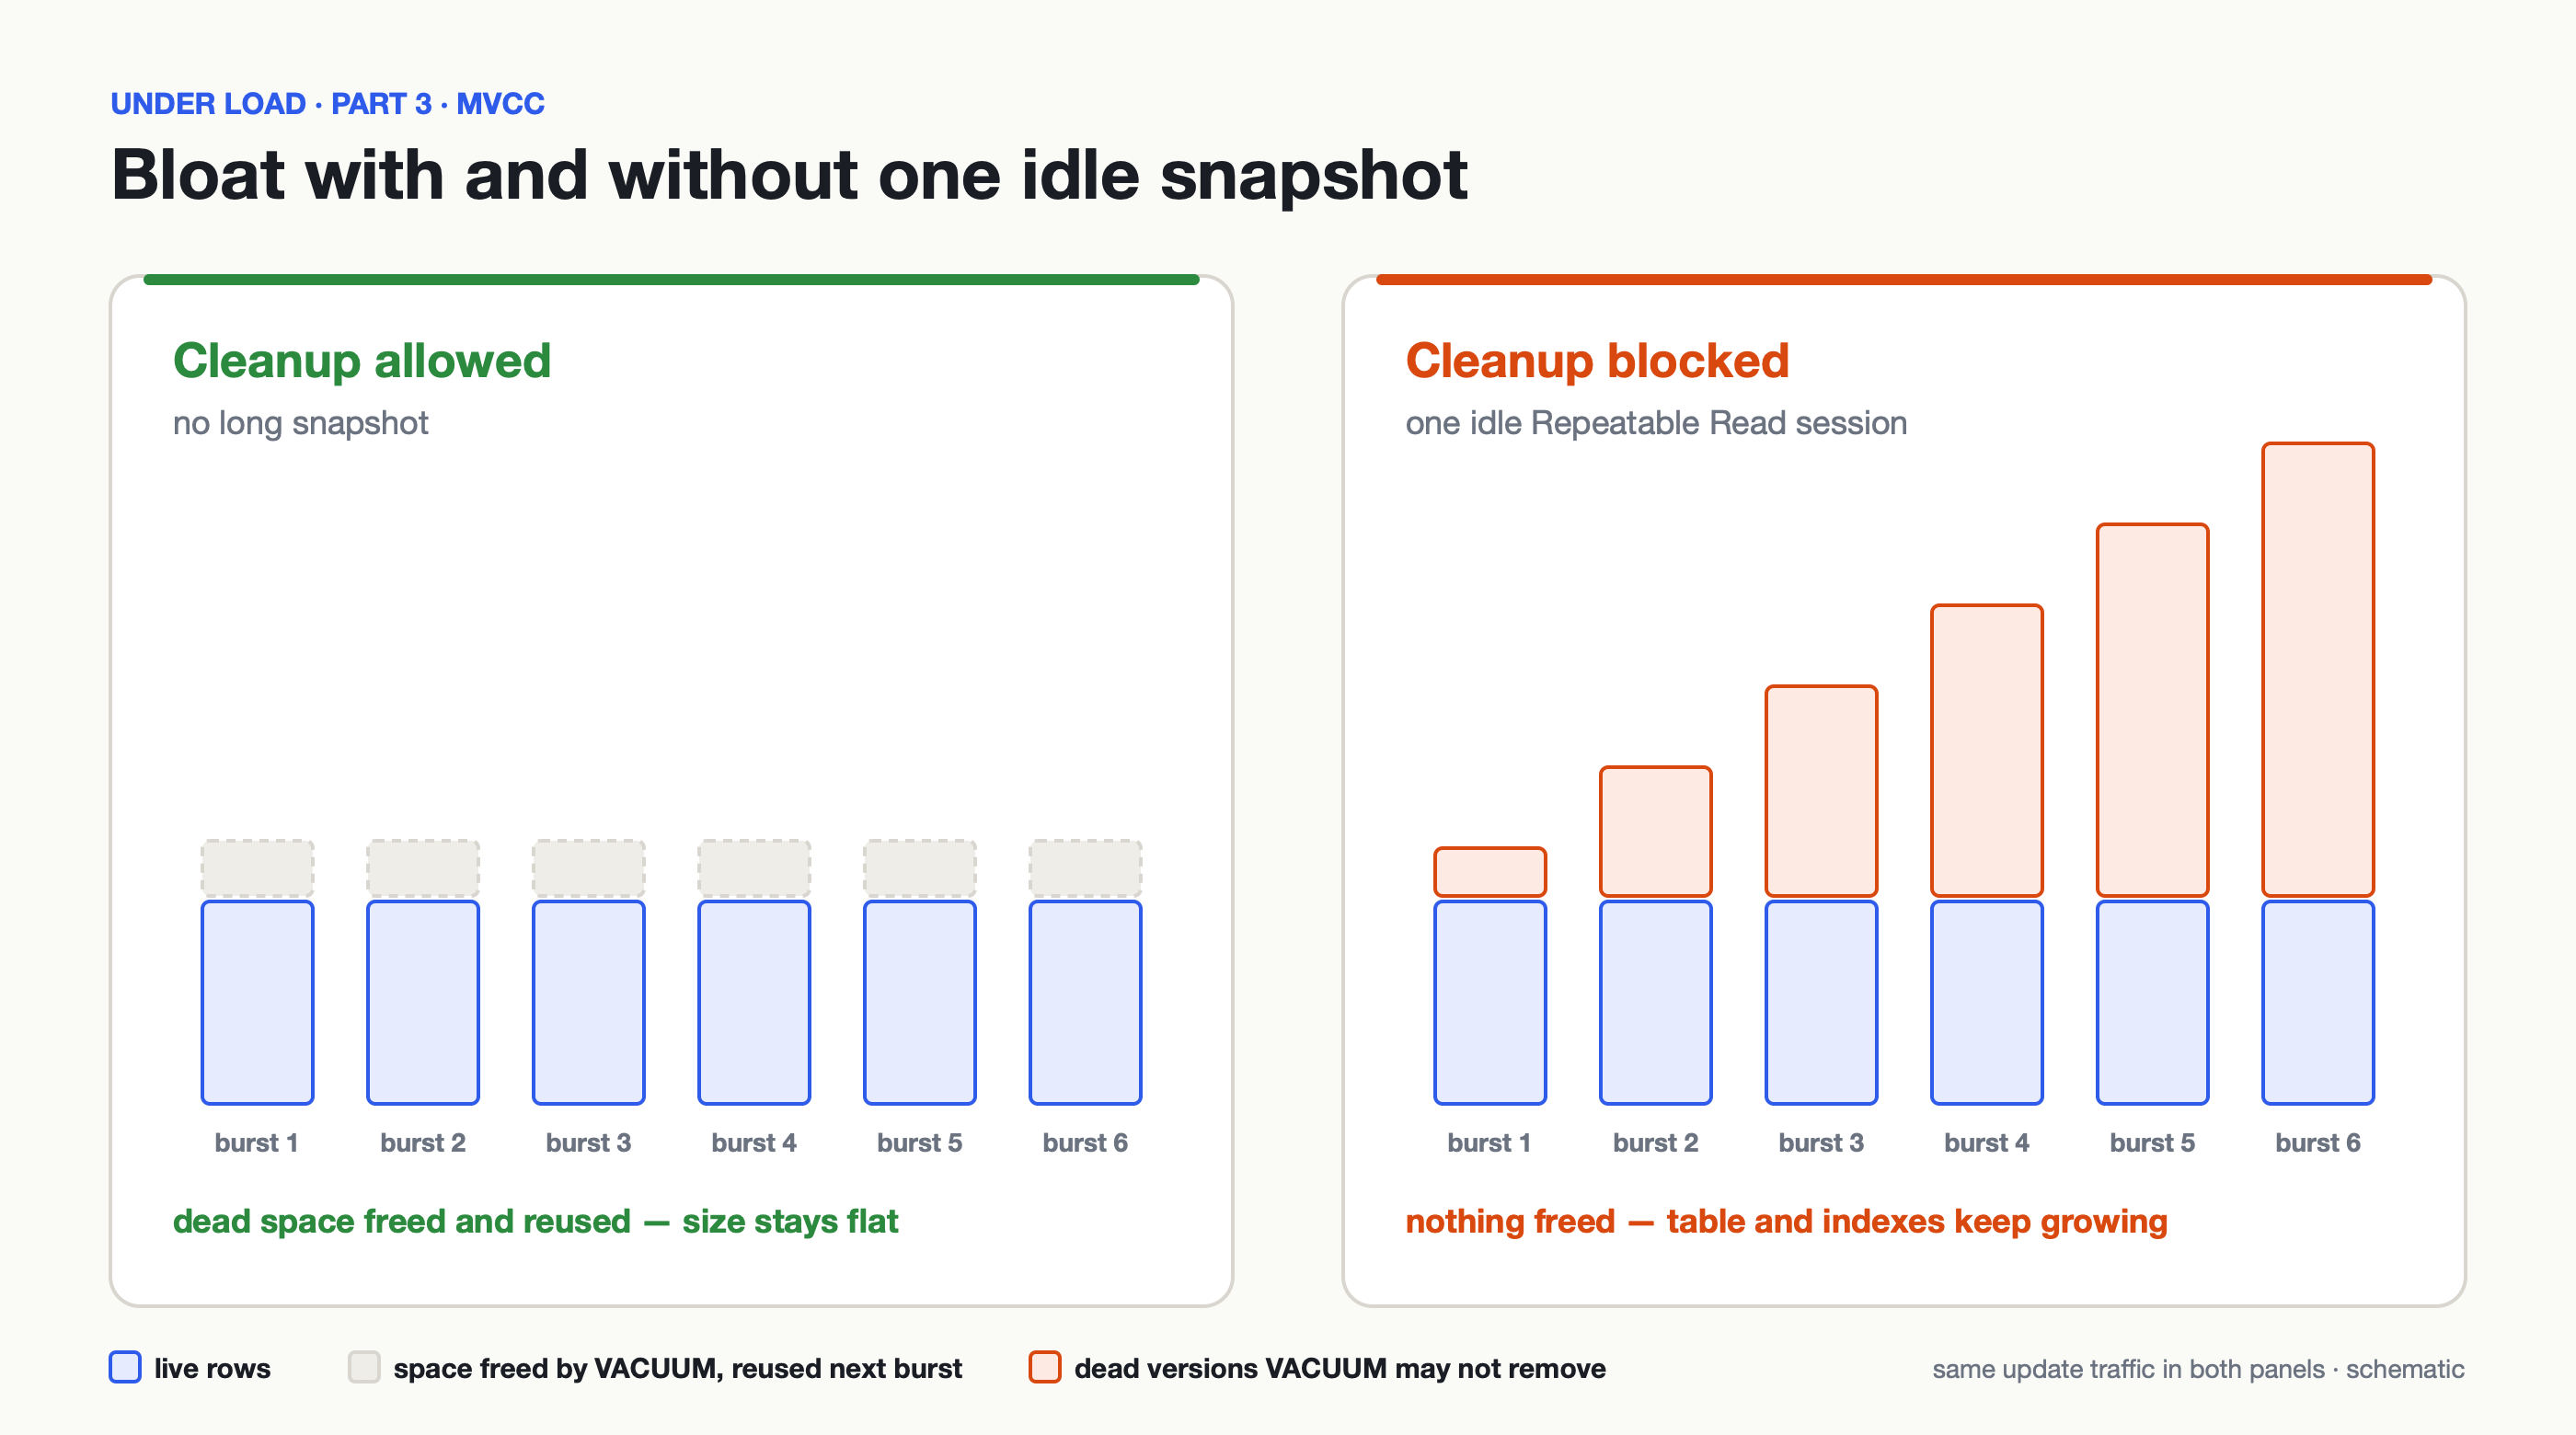 UNDER LOAD · PART 3 · MVCC
Bloat with and without one idle snapshot
Cleanup allowed
no long snapshot
burst 1 burst 2 burst 3 burst 4 burst 5 burst 6
dead space freed and reused — size stays flat
Cleanup blocked
one idle Repeatable Read session
burst 1 burst 2 burst 3 burst 4 burst 5 burst 6
nothing freed — table and indexes keep growing
live rows
space freed by VACUUM, reused next burst
dead versions VACUUM may not remove
same update traffic in both panels · schematic